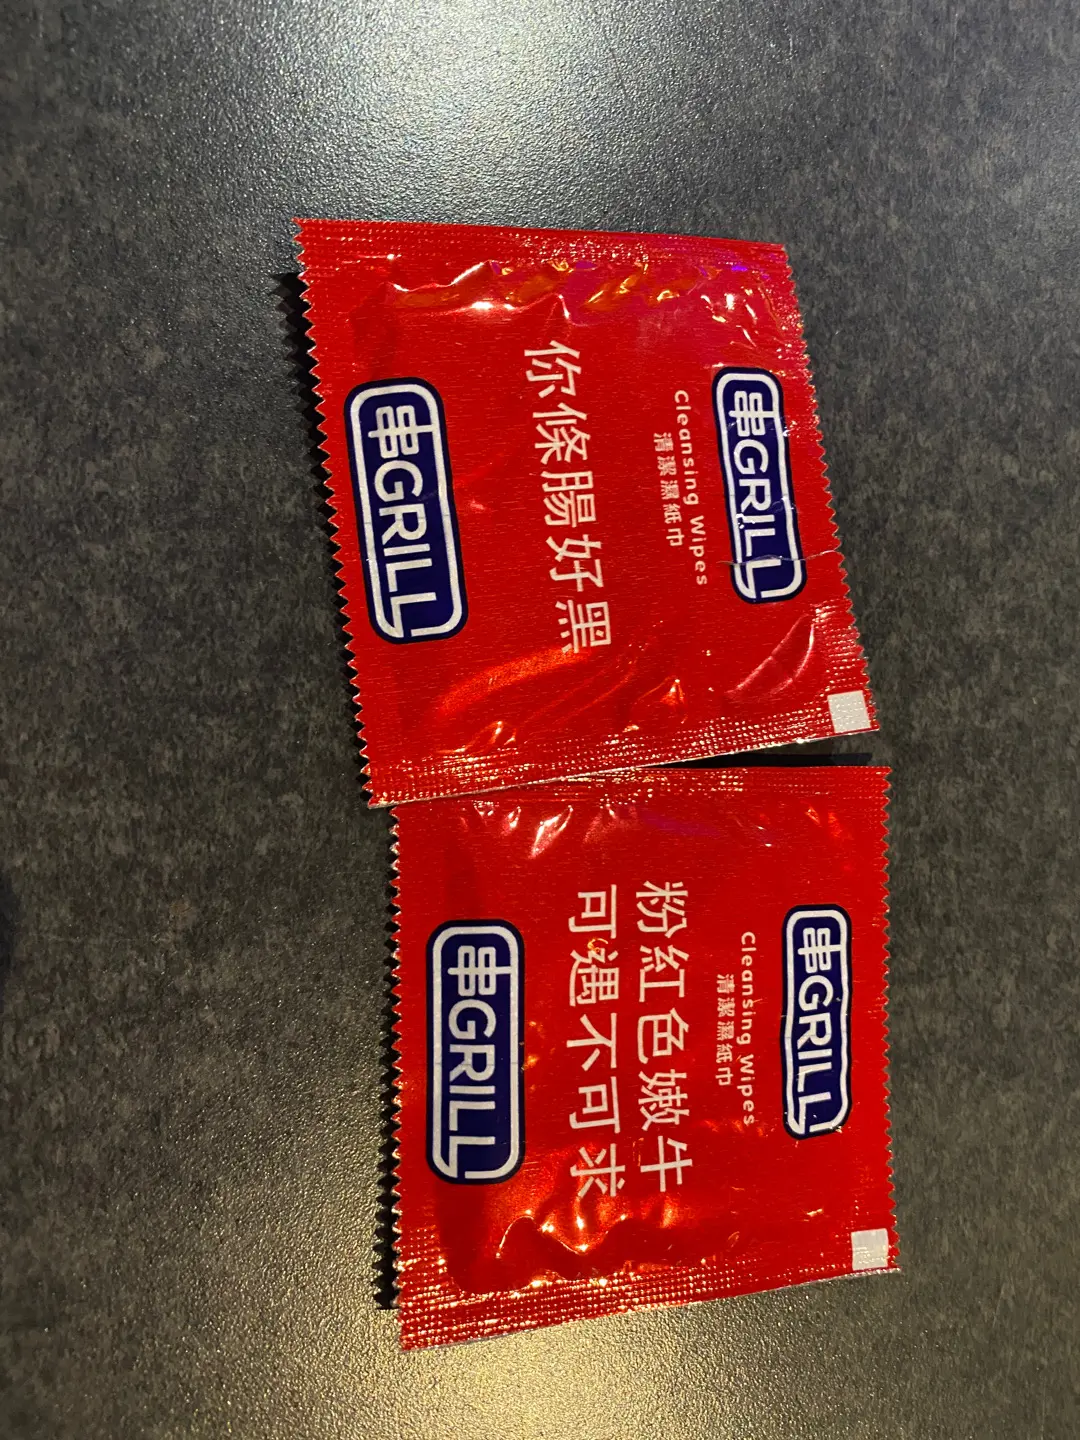 串GRILL
Cleansing Wipes
清潔濕紙巾
你條腸好黑
串GRILL
串GRILL
Cleansing Wipes
清潔濕紙巾
粉紅色嫩牛
可遇不可求
串GRILL